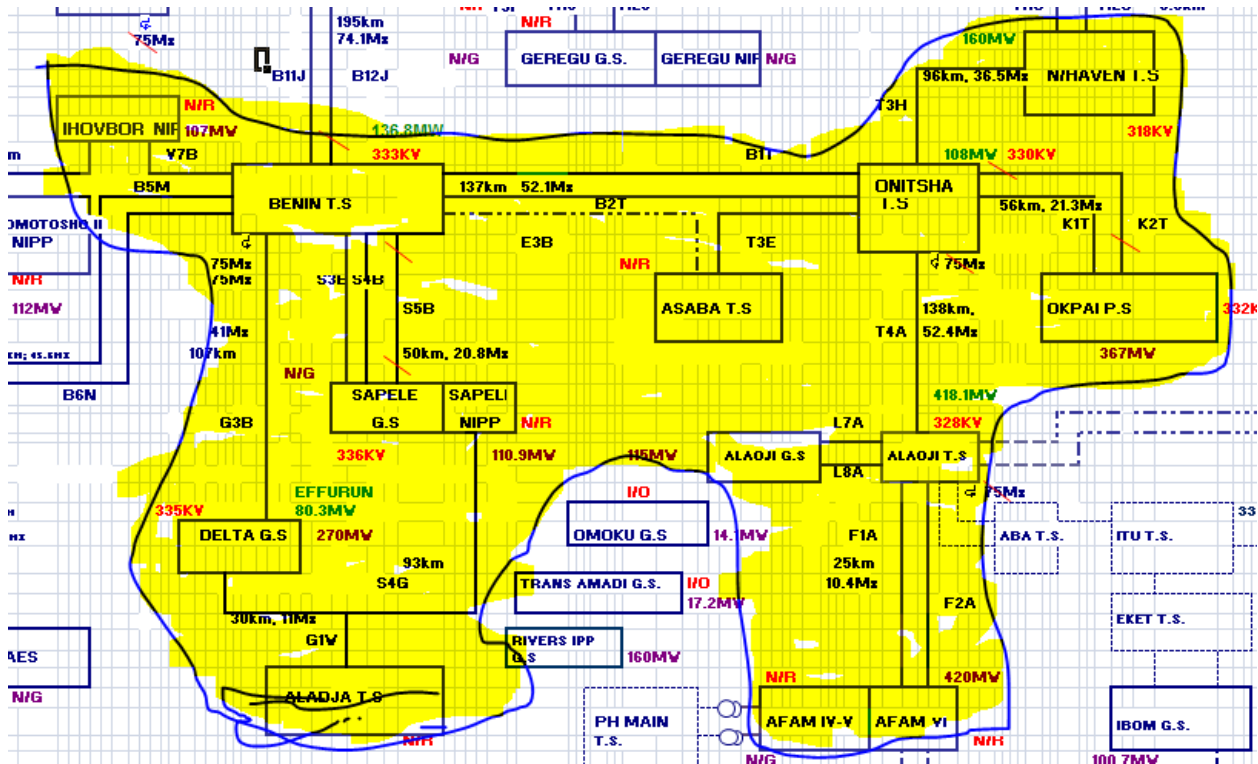 N/R
195km
74.1Mz
75Mz
N/R
160MW
N/G
GEREGU G.S.
GEREGU NIP
N/G
B11J
B12J
96km, 36.5Mz
N/HAVEN T.S
N/R
T3H
IHOVBOR NIP
107MW
136.8MW
318KV
V7B
333KV
B1T
108MW
330KV
B5M
137km
52.1Mz
ONITSHA
T.S
BENIN T.S
B2T
56km, 21.3Mz
OMOTOSHO II
NIPP
K1T
K2T
E3B
T3E
75Mz
75Mz
N/R
75Mz
N/R
S3B
S4B
112MW
S5B
ASABA T.S
138km,
OKPAI P.S
332K
41Mz
T4A
52.4Mz
107km
50km, 20.8Mz
367MW
N/G
B6N
SAPELE
G.S
SAPELI
NIPP
418.1MW
G3B
N/R
L7A
328KV
336KV
110.9MW
115MW
ALAOJI G.S
ALAOJI T.S
L8A
EFFURUN
80.3MW
I/O
75Mz
335KV
DELTA G.S
270MW
OMOKU G.S
14.1MW
F1A
ABA T.S.
ITU T.S.
33
93km
25km
S4G
TRANS AMADI G.S.
I/O
10.4Mz
17.2MW
F2A
30km, 11Mz
EKET T.S.
G1W
RIVERS IPP
G.S
160MW
AES
N/G
ALADJA T.S
N/R
420MW
PH MAIN
T.S.
AFAM IV-V
AFAM VI
IBOM G.S.
N/R
N/R
N/G
100.7MW